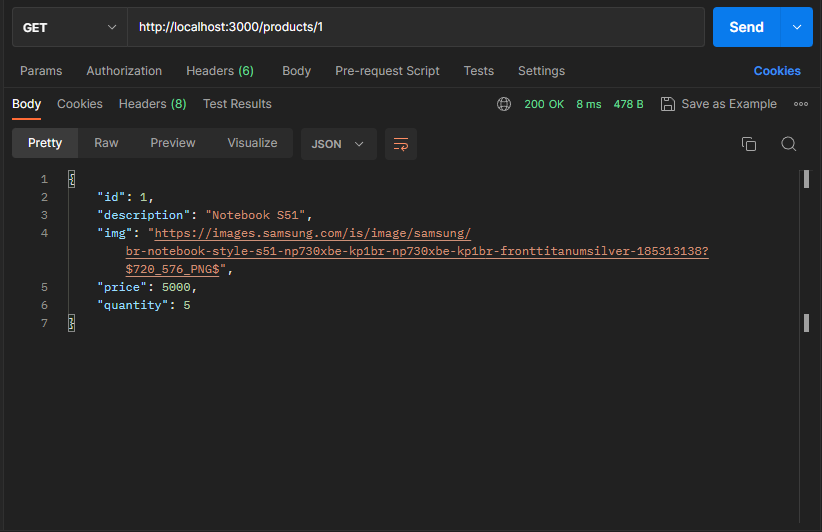 GET http://localhost:3000/products/1 Send
Params Authorization Headers (6) Body Pre-request Script Tests Settings Cookies
Body Cookies Headers (8) Test Results 200 OK 8 ms 478 B Save as Example
Pretty Raw Preview Visualize JSON
1 {
2 "id": 1,
3 "description": "Notebook S51",
4 "img": "https://images.samsung.com/is/image/samsung/
br-notebook-style-s51-np730xbe-kp1br-np730xbe-kp1br-fronttitanumsilver-185313138?
$720_576_PNG$",
5 "price": 5000,
6 "quantity": 5
7 }